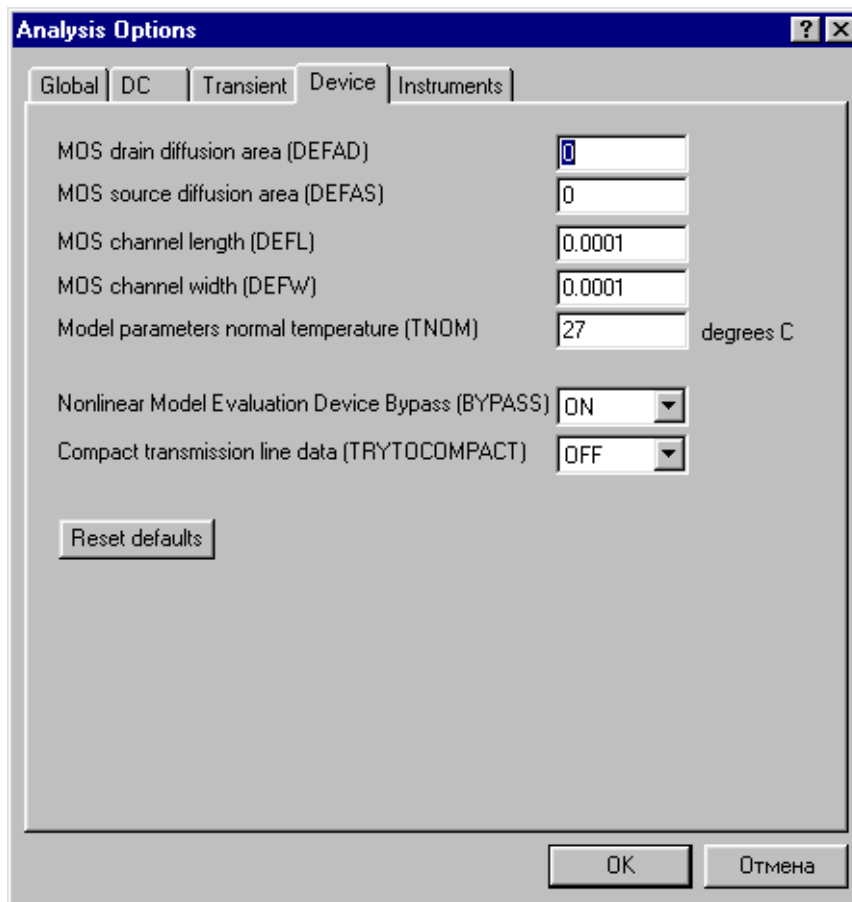 Analysis Options
Global DC Transient Device Instruments
MOS drain diffusion area (DEFAD) 0
MOS source diffusion area (DEFAS) 0
MOS channel length (DEFL) 0.0001
MOS channel width (DEFW) 0.0001
Model parameters normal temperature (TNOM) 27 degrees C
Nonlinear Model Evaluation Device Bypass (BYPASS) ON
Compact transmission line data (TRYTOCOMPACT) OFF
Reset defaults
OK Отмена